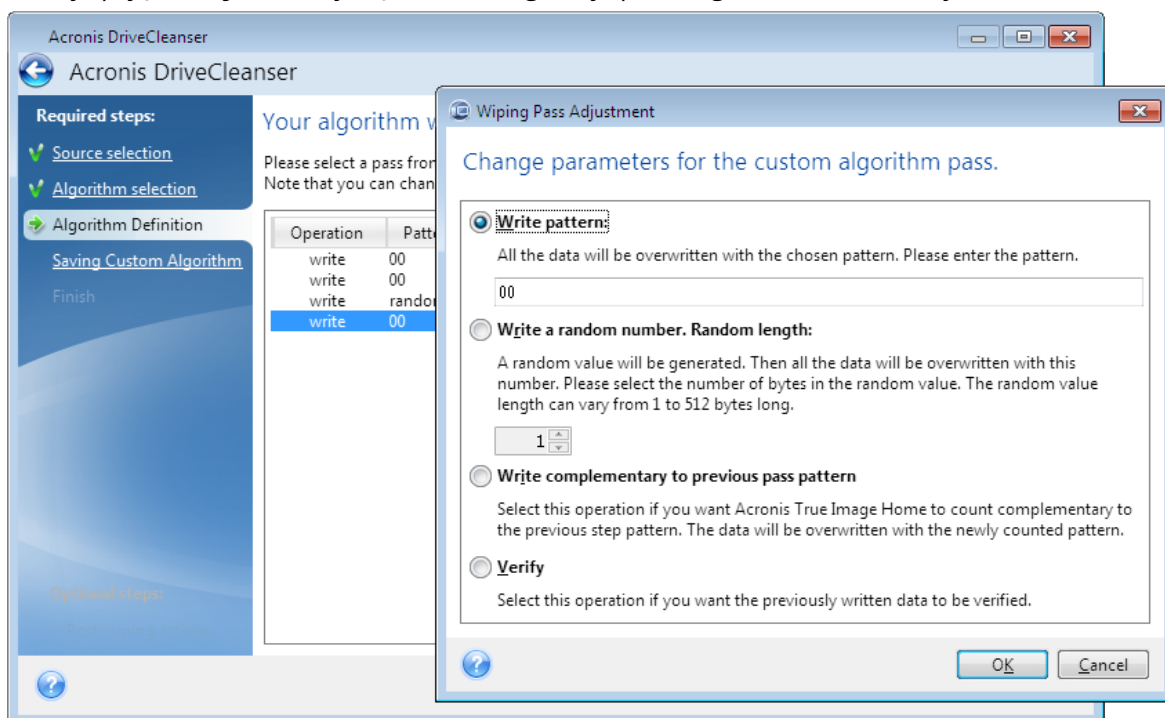 Acronis DriveCleanser
Acronis DriveCleanser
Required steps:
Source selection
Algorithm selection
Algorithm Definition
Saving Custom Algorithm
Finish
Your algorithm
Please select a pass
Note that you can
Operation
write 00
write 00
write
write 00
Wiping Pass Adjustment
Change parameters for the custom algorithm pass.
Write pattern:
All the data will be overwritten with the chosen pattern. Please enter the pattern.
00
Write a random number. Random length:
A random value will be generated. Then all the data will be overwritten with this
number. Please select the number of bytes in the random value. The random value
length can vary from 1 to 512 bytes long.
1
Write complementary to previous pass pattern
Select this operation if you want Acronis True Image Home to count complementary to
the previous step pattern. The data will be overwritten with the newly counted pattern.
Verify
Select this operation if you want the previously written data to be verified.
OK Cancel